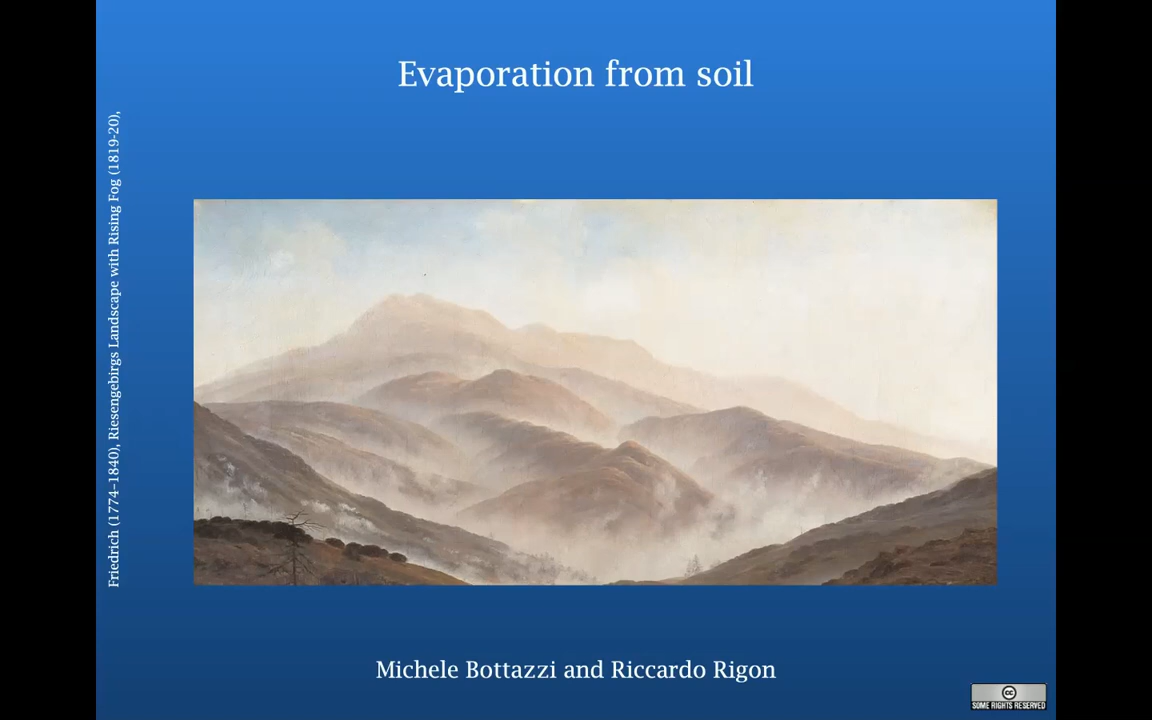 Evaporation from soil
Friedrich (1774–1840), Riesengebirgs Landscape with Rising Fog (1819-20),
Michele Bottazzi and Riccardo Rigon
cc
SOME RIGHTS RESERVED